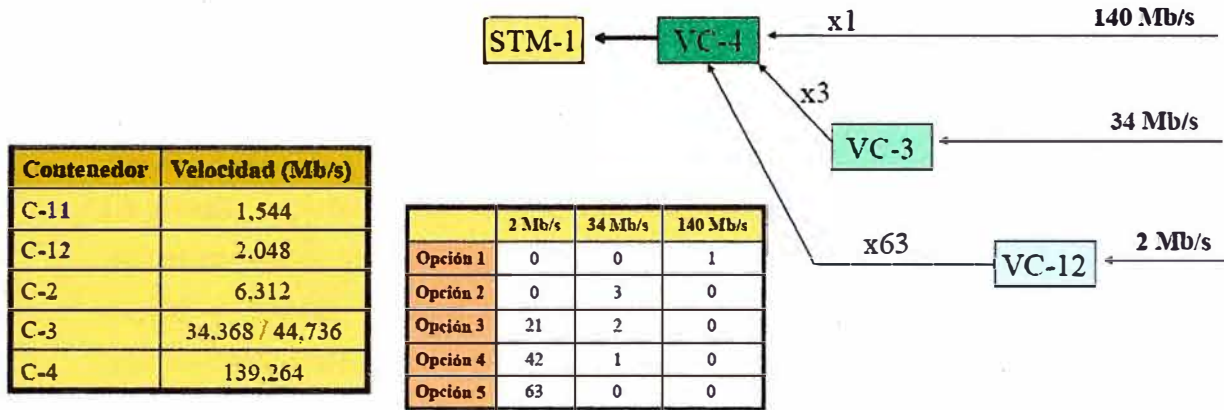 STM-1
VC-4
x1
140 Mb/s
x3
VC-3
34 Mb/s
x63
VC-12
2 Mb/s
Contenedor Velocidad (Mb/s)
C-11 1,544
C-12 2,048
C-2 6,312
C-3 34,368 / 44,736
C-4 139,264
2 Mb/s 34 Mb/s 140 Mb/s
Opción 1 0 0 1
Opción 2 0 3 0
Opción 3 21 2 0
Opción 4 42 1 0
Opción 5 63 0 0